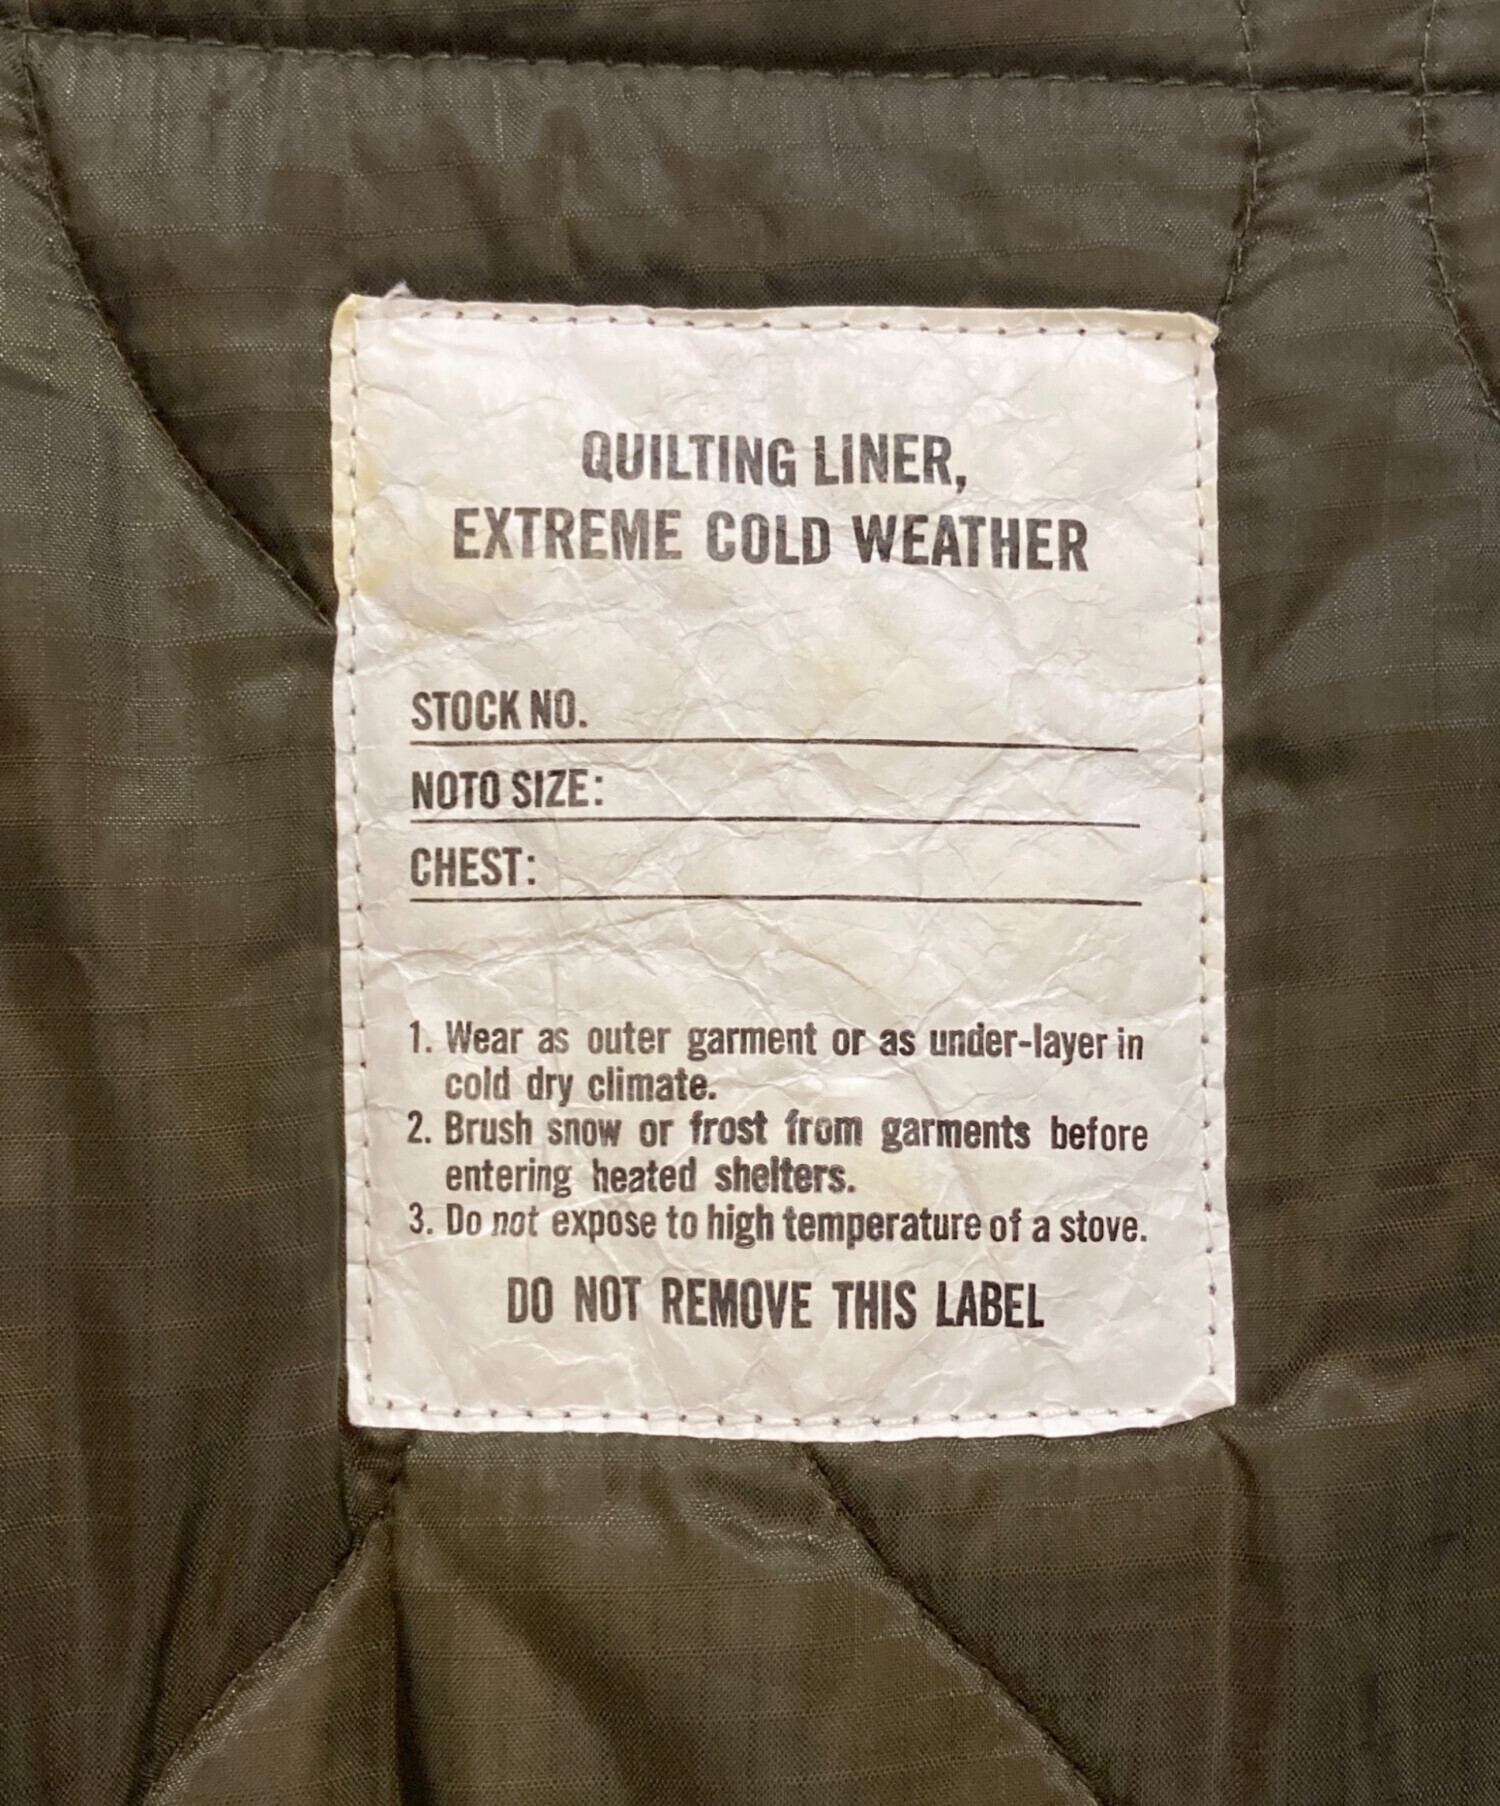 QUILTING LINER,
EXTREME COLD WEATHER
STOCK NO.
NOTO SIZE:
CHEST:
1. Wear as outer garment or as under-layer in
cold dry climate.
2. Brush snow or frost from garments before
entering heated shelters.
3. Do not expose to high temperature of a stove.
DO NOT REMOVE THIS LABEL